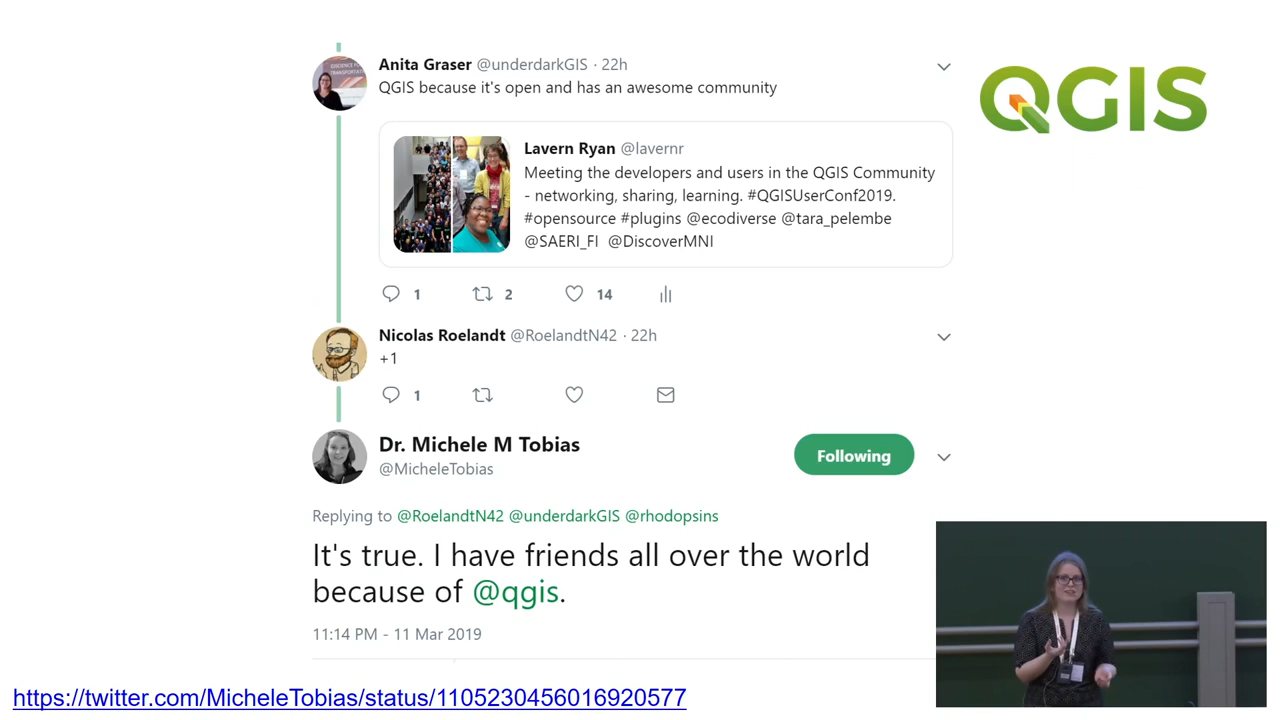 Anita Graser @underdarkGIS · 22h
QGIS because it's open and has an awesome community
QGIS
Lavern Ryan @lavernr
Meeting the developers and users in the QGIS Community
- networking, sharing, learning. #QGISUserConf2019.
#opensource #plugins @ecodiverse @tara_pelembe
@SAERI_FI @DiscoverMNI
1 2 14
Nicolas Roelandt @RoelandtN42 · 22h
+1
1
Dr. Michele M Tobias
@MicheleTobias
Following
Replying to @RoelandtN42 @underdarkGIS @rhodopsins
It's true. I have friends all over the world
because of @qgis.
11:14 PM - 11 Mar 2019
https://twitter.com/MicheleTobias/status/1105230456016920577